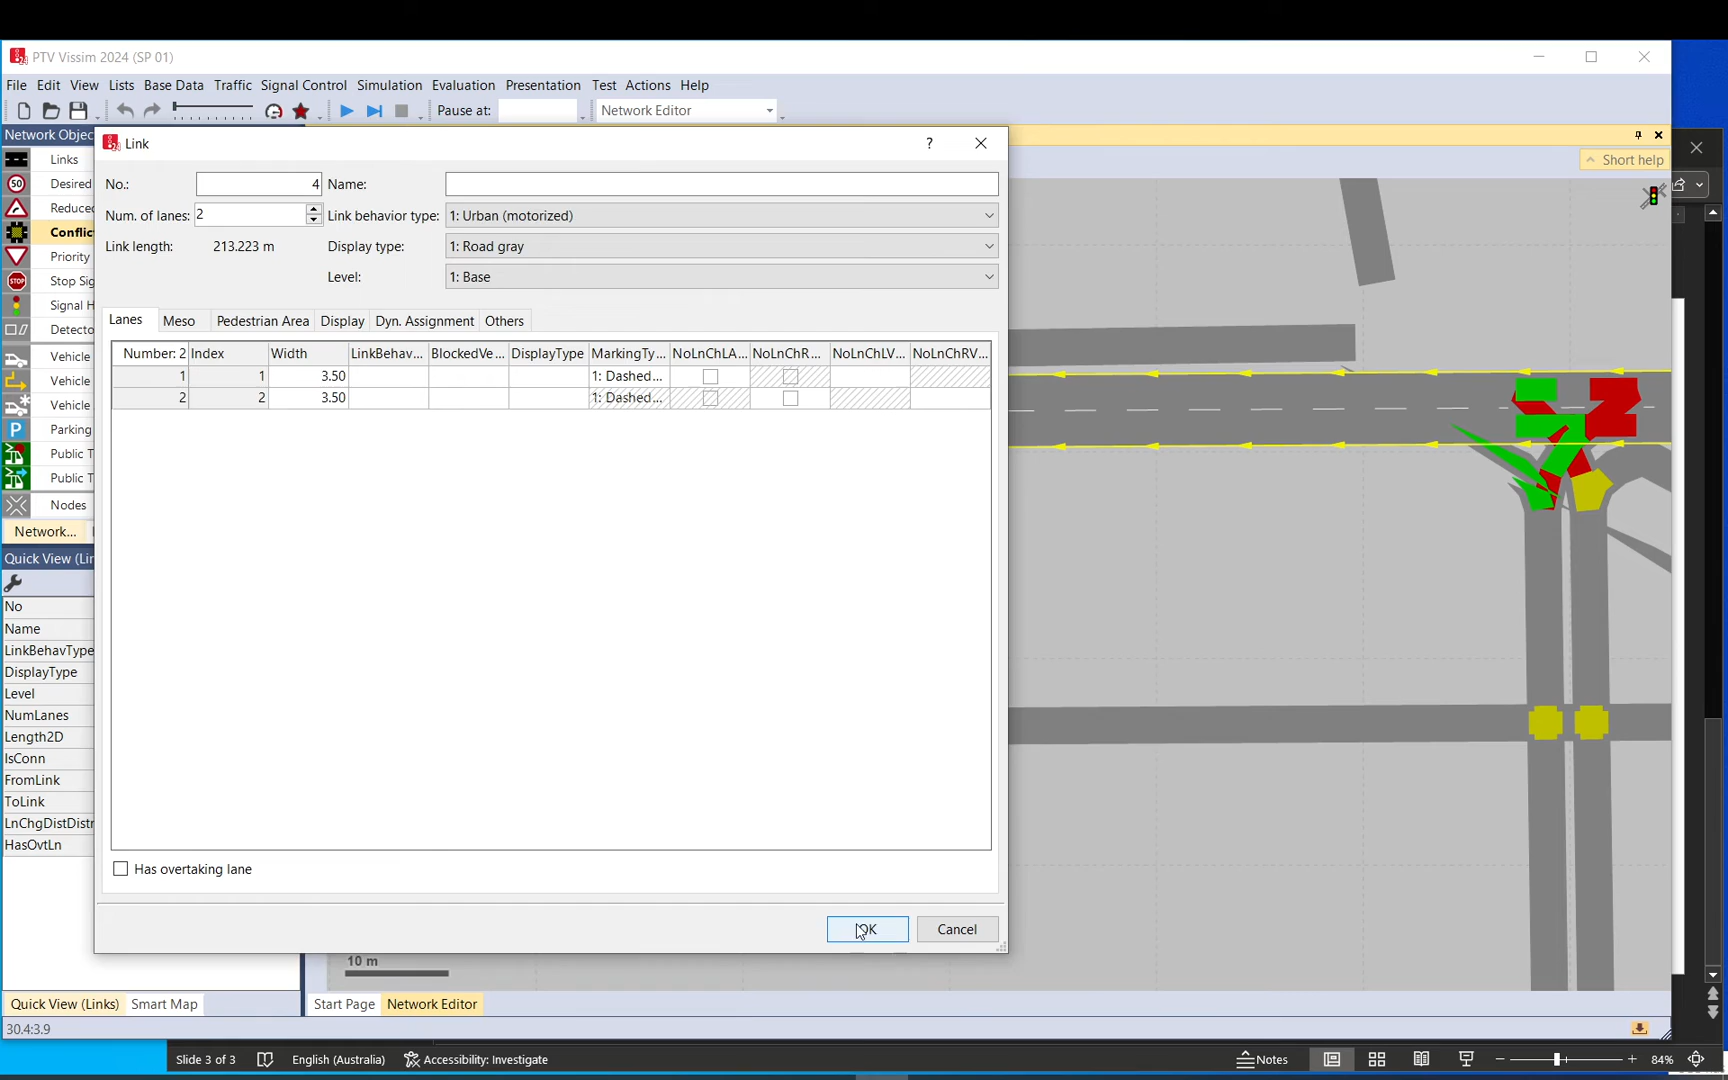 PTV Vissim 2024 (SP 01)
File Edit View Lists Base Data Traffic Signal Control Simulation Evaluation Presentation Test Actions Help
Pause at: Network Editor
Network Objec
Links
Desired
Reduced
Conflic
Priority
Stop Sig
Signal H
Detecto
Vehicle
Vehicle
Vehicle
Parking
Public T
Public T
Nodes
Network...
Quick View (Lin
No
Name
LinkBehavType
DisplayType
Level
NumLanes
Length2D
IsConn
FromLink
ToLink
LnChgDistDistr
HasOvtLn
Quick View (Links) Smart Map
30.4:3.9
Link
?
No.: 4 Name:
Num. of lanes: 2 Link behavior type: 1: Urban (motorized)
Link length: 213.223 m Display type: 1: Road gray
Level: 1: Base
Lanes Meso Pedestrian Area Display Dyn. Assignment Others
Number: 2 Index Width LinkBehav... BlockedVe... DisplayType MarkingTy... NoLnChLA... NoLnChR... NoLnChLV... NoLnChRV...
1 1 3.50 1: Dashed...
2 2 3.50 1: Dashed...
Has overtaking lane
OK Cancel
Short help
10 m
Start Page Network Editor
Slide 3 of 3 English (Australia) Accessibility: Investigate Notes 84%